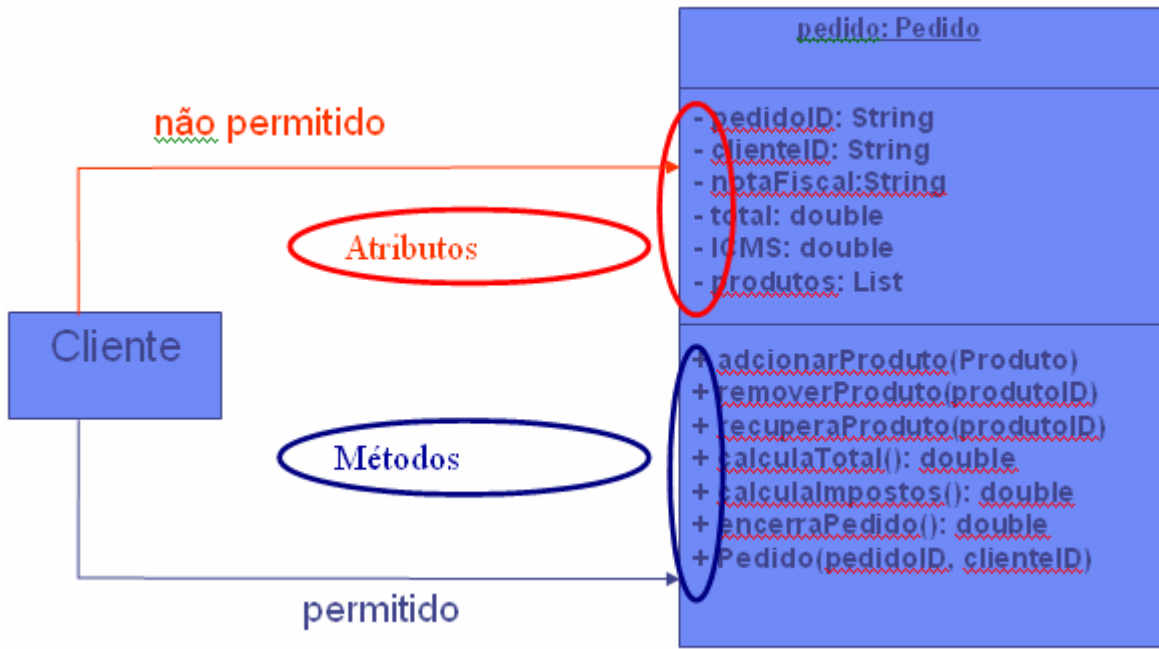 pedido: Pedido
não permitido
- pedidoID: String
- clienteID: String
- notaFiscal:String
- total: double
- ICMS: double
- produtos: List
Atributos
Cliente
+ adcionarProduto(Produto)
+ removerProduto(produtoID)
+ recuperaProduto(produtoID)
+ calculaTotal(): double
+ calculaImpostos(): double
+ encerraPedido(): double
+ Pedido(pedidoID, clienteID)
Métodos
permitido